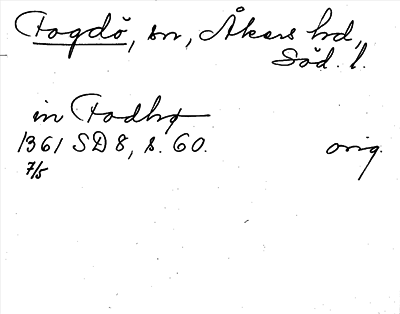 Fogdö, sn, Åkers hd,
Söd. l.
in Fodhø
1361 SD 8, s. 60. orig.
7/5